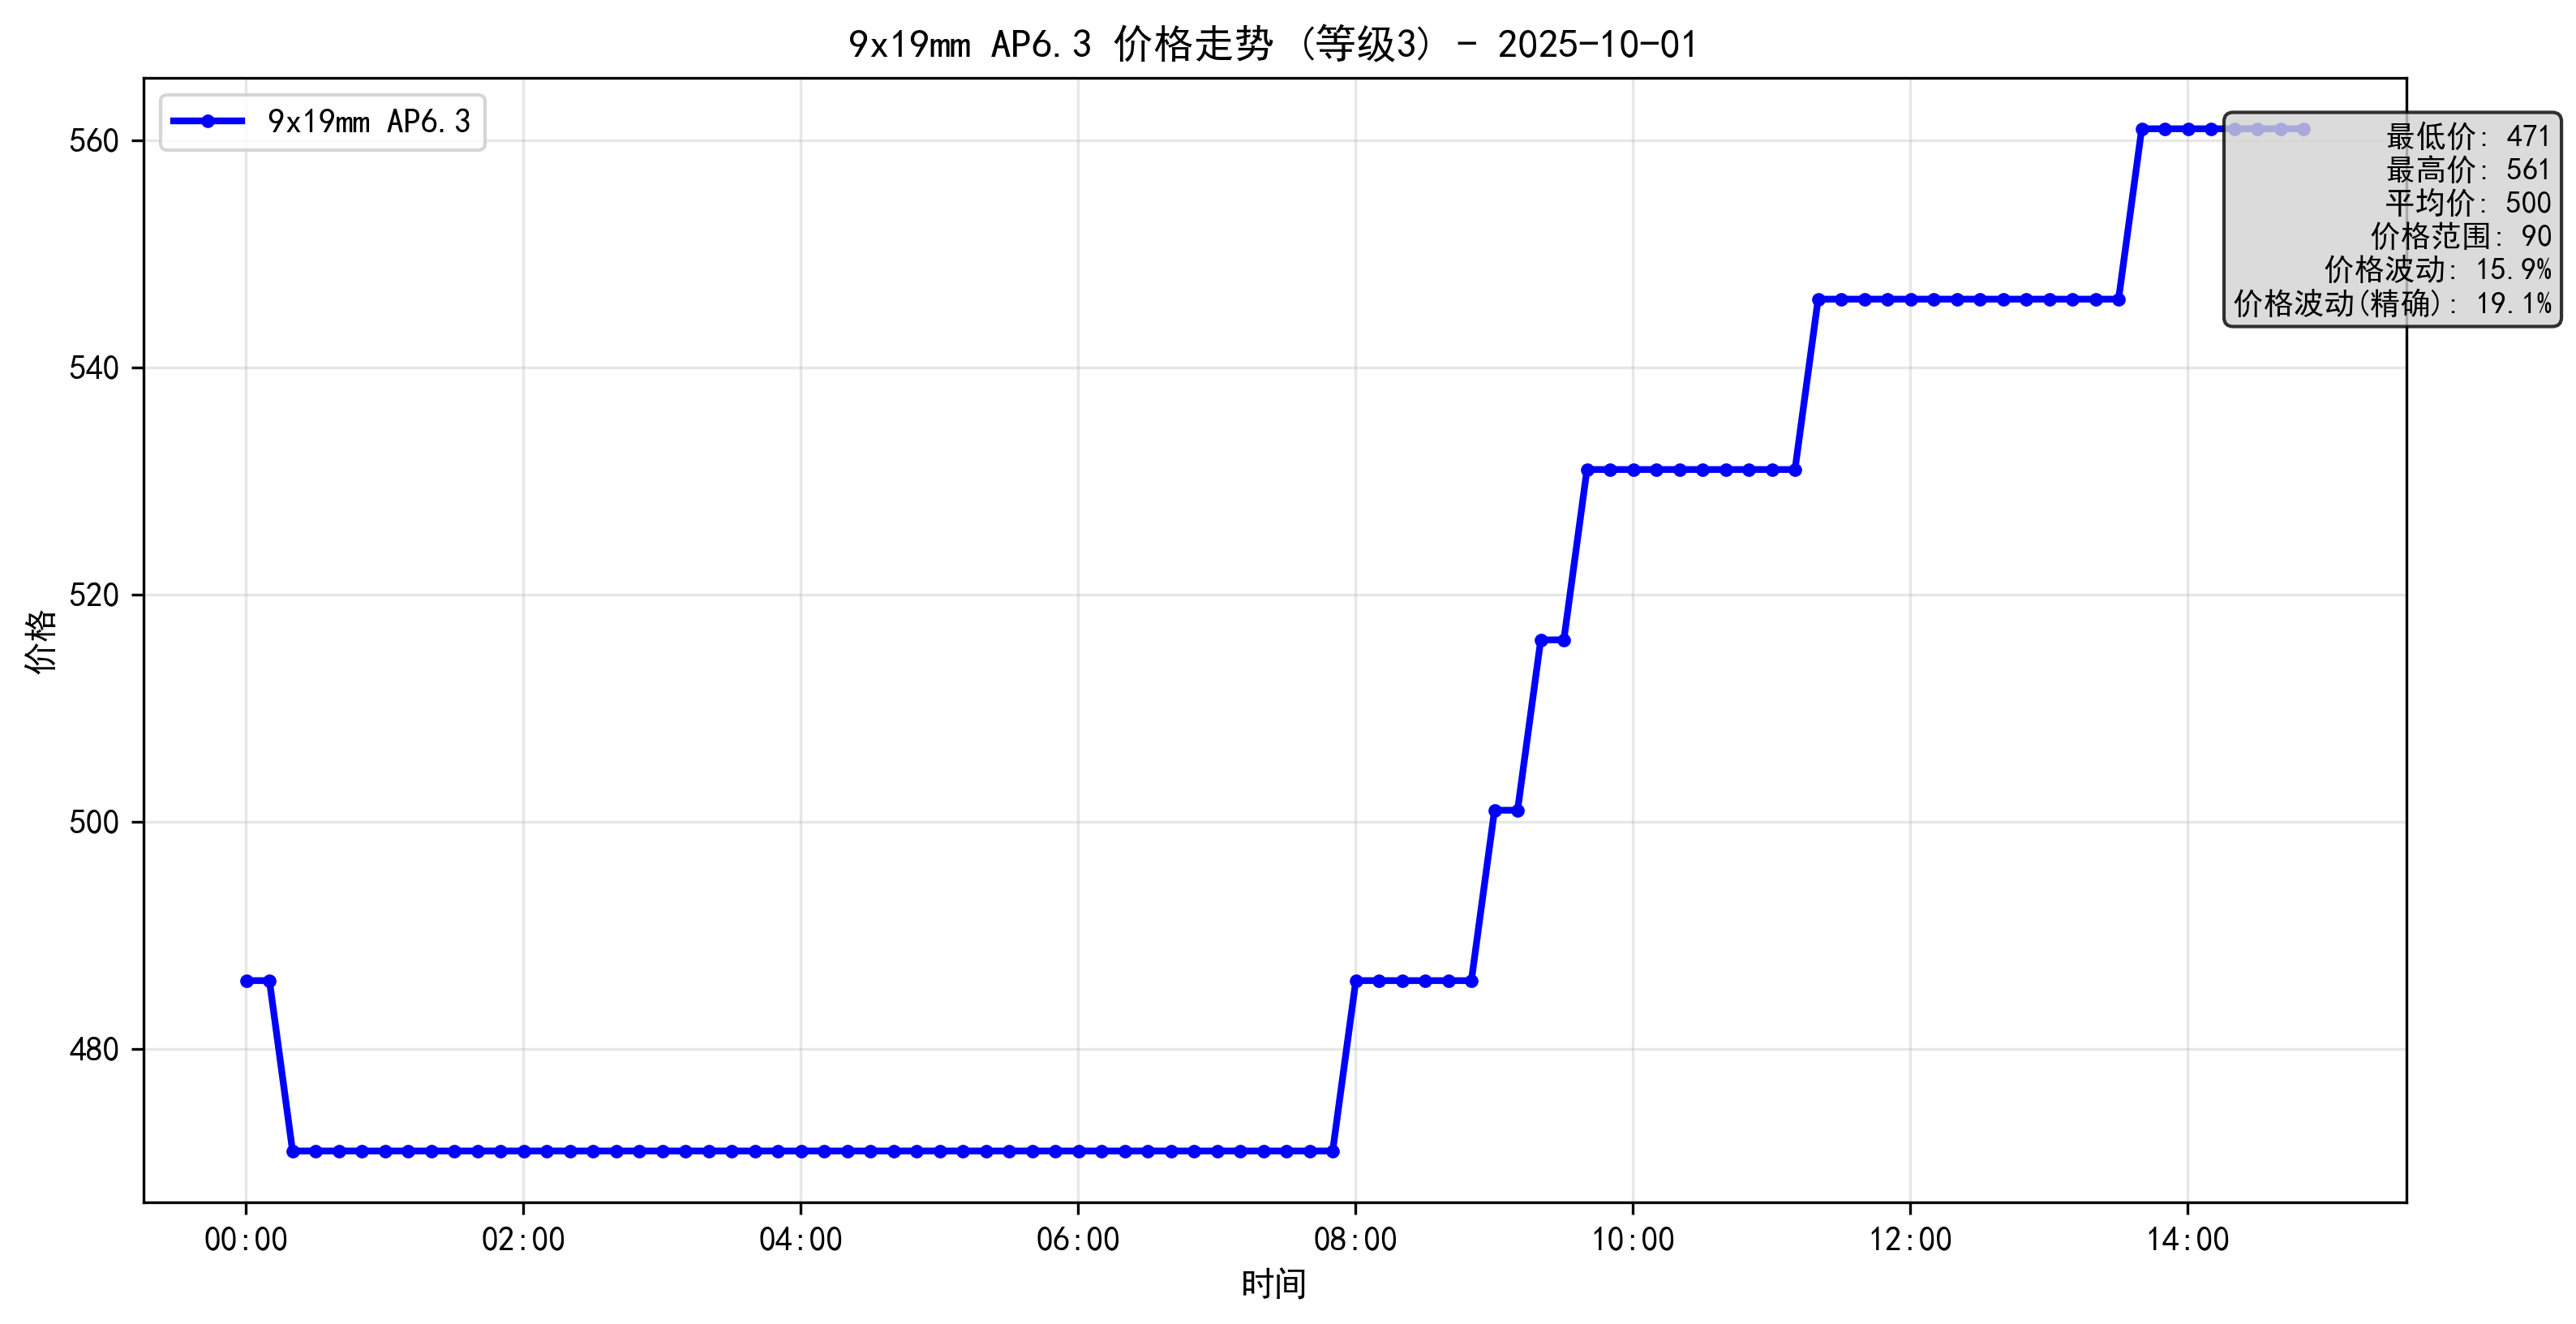 9x19mm AP6.3 价格走势 (等级3) - 2025-10-01
9x19mm AP6.3
最低价: 471
最高价: 561
平均价: 500
价格范围: 90
价格波动: 15.9%
价格波动(精确): 19.1%
560
540
520
500
480
价格
00:00
02:00
04:00
06:00
08:00
10:00
12:00
14:00
时间